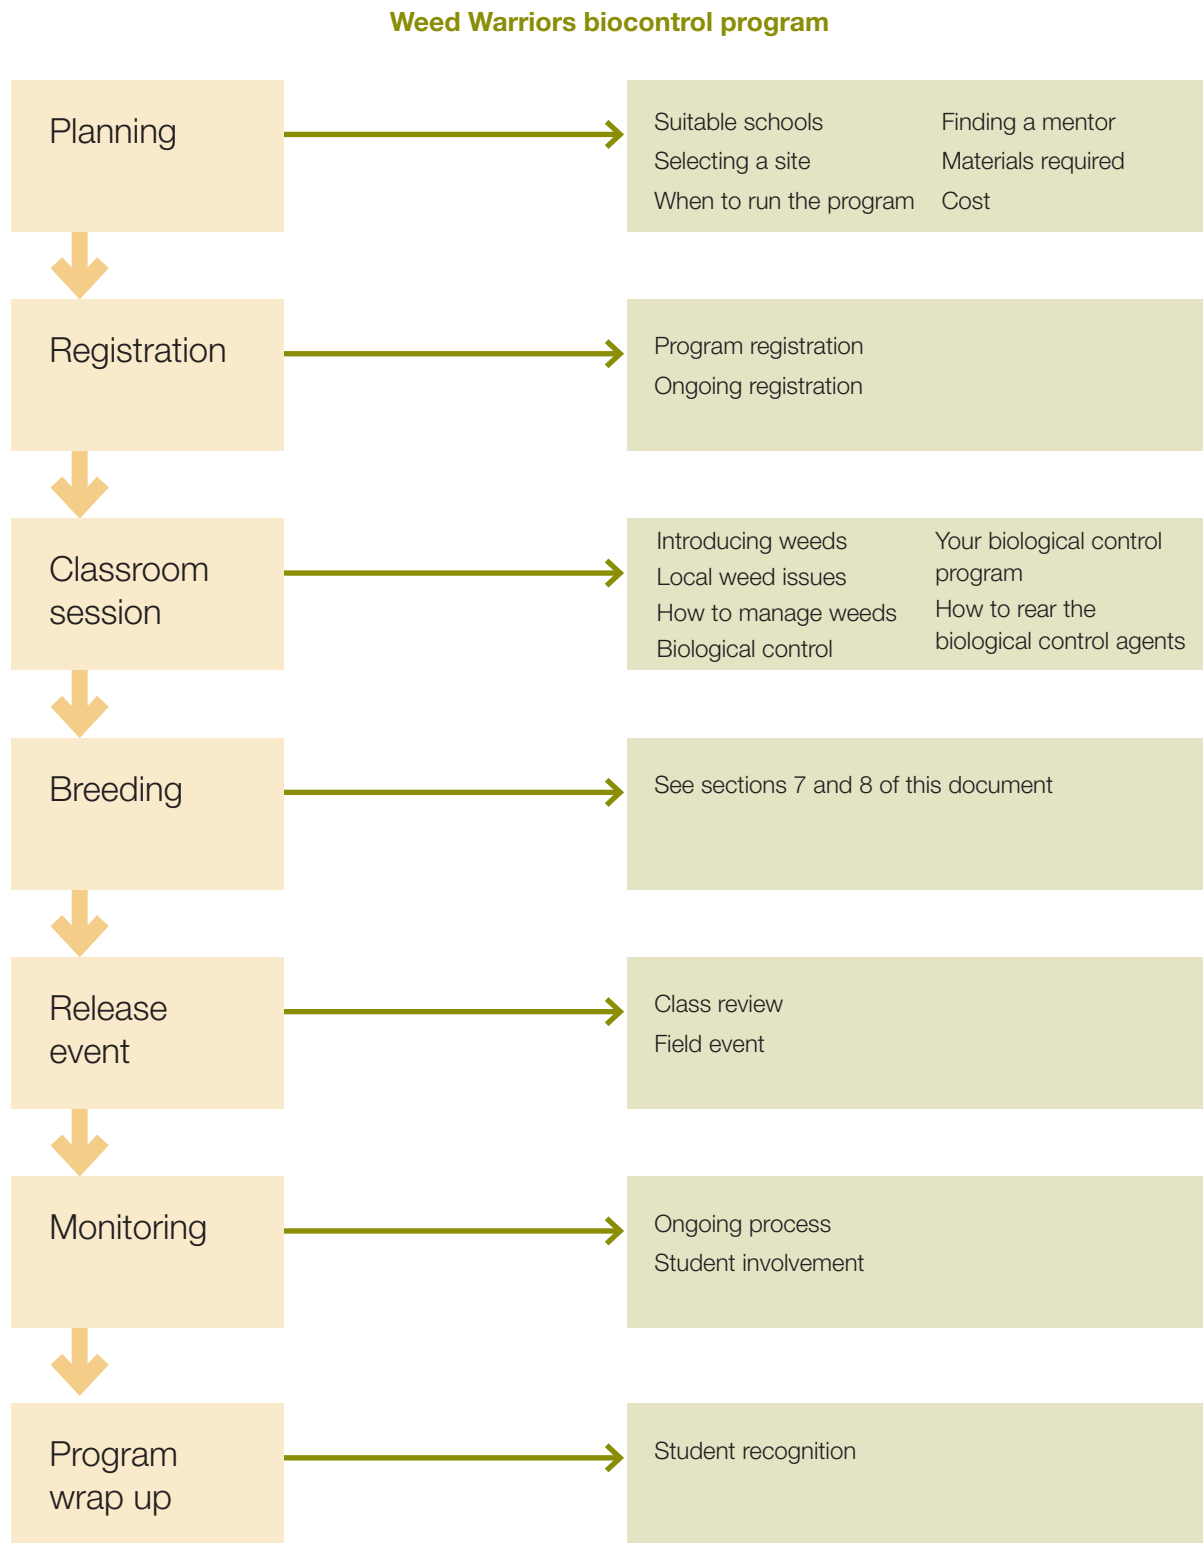 Weed Warriors biocontrol program
Planning
Suitable schools
Selecting a site
When to run the program
Finding a mentor
Materials required
Cost
Registration
Program registration
Ongoing registration
Classroom
session
Introducing weeds
Local weed issues
How to manage weeds
Biological control
Your biological control
program
How to rear the
biological control agents
Breeding
See sections 7 and 8 of this document
Release
event
Class review
Field event
Monitoring
Ongoing process
Student involvement
Program
wrap up
Student recognition